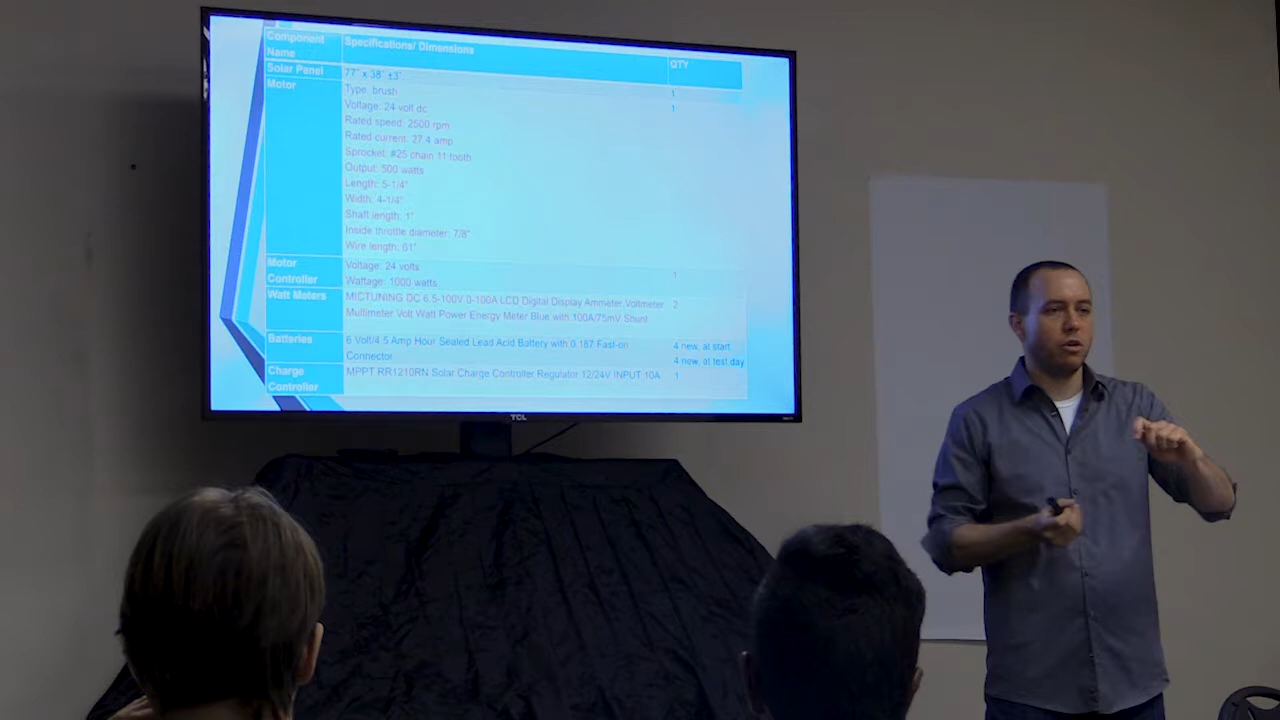 Component Name
Specifications/ Dimensions
QTY
Solar Panel
77" x 38" ±3"
1
Motor
Type: brush
1
Voltage: 24 volt dc
Rated speed: 2500 rpm
Rated current: 27.4 amp
Sprocket: #25 chain 11 tooth
Output: 500 watts
Length: 5-1/4"
Width: 4-1/4"
Shaft length: 1"
Inside throttle diameter: 7/8"
Wire length: 61"
Motor Controller
Voltage: 24 volts
Wattage: 1000 watts
1
Watt Meters
MICTUNING DC 6.5-100V 0-100A LCD Digital Display Ammeter Voltmeter
Multimeter Volt Watt Power Energy Meter Blue with 100A/75mV Shunt
2
Batteries
6 Volt/4.5 Amp Hour Sealed Lead Acid Battery with 0.187 Fast-on
Connector
4 new, at start
4 new, at test day
Charge Controller
MPPT RR1210RN Solar Charge Controller Regulator 12/24V INPUT 10A
1
TCL